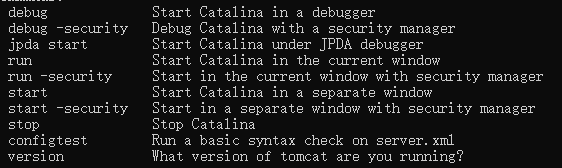 debug             Start Catalina in a debugger
debug -security   Debug Catalina with a security manager
jpda start        Start Catalina under JPDA debugger
run               Start Catalina in the current window
run -security     Start in the current window with security manager
start             Start Catalina in a separate window
start -security   Start in a separate window with security manager
stop              Stop Catalina
configtest        Run a basic syntax check on server.xml
version           What version of tomcat are you running?